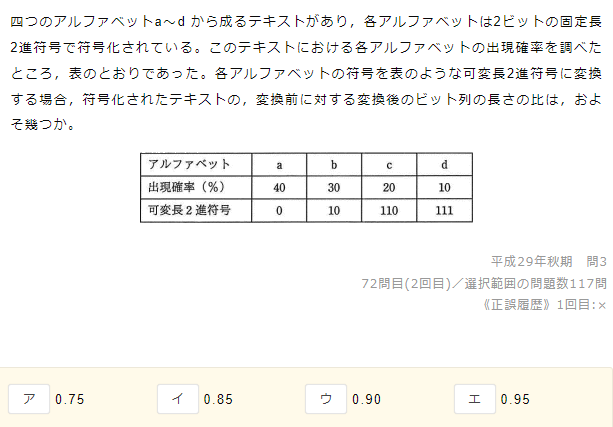 四つのアルファベットa～d から成るテキストがあり，各アルファベットは2ビットの固定長
2進符号で符号化されている。このテキストにおける各アルファベットの出現確率を調べた
ところ，表のとおりであった。各アルファベットの符号を表のような可変長2進符号に変換
する場合，符号化されたテキストの，変換前に対する変換後のビット列の長さの比は，およ
そ幾つか。
アルファベット a b c d
出現確率（%） 40 30 20 10
可変長2進符号 0 10 110 111
平成29年秋期　問3
72問目(2回目)／選択範囲の問題数117問
《正誤履歴》1回目:×
ア 0.75 イ 0.85 ウ 0.90 エ 0.95